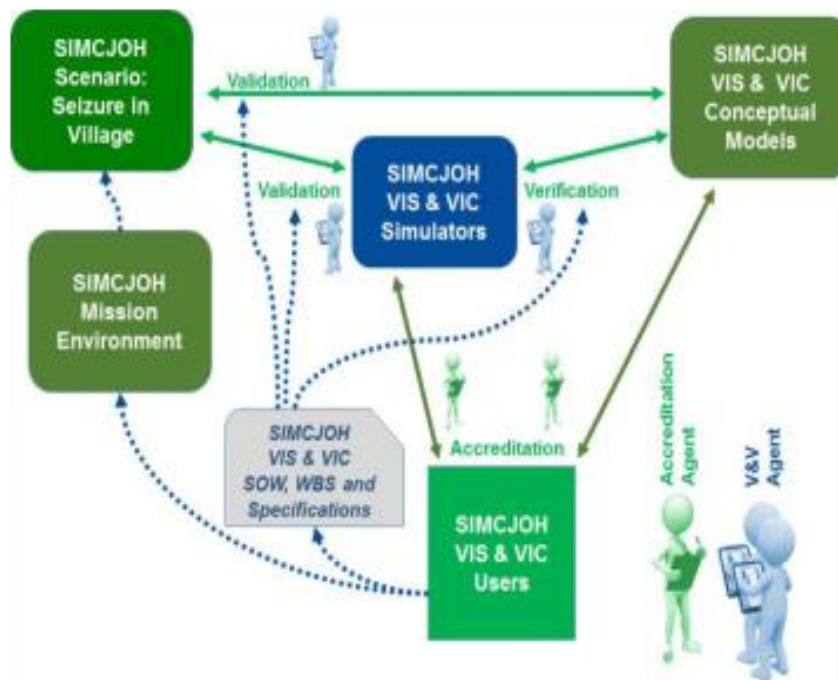 SIMCJOH
Scenario:
Seizure in
Village
Validation
SIMCJOH
VIS & VIC
Conceptual
Models
Validation
SIMCJOH
VIS & VIC
Simulators
Verification
SIMCJOH
Mission
Environment
SIMCJOH
VIS & VIC
SOW, WBS and
Specifications
Accreditation
SIMCJOH
VIS & VIC
Users
Accreditation
Agent
V&V
Agent